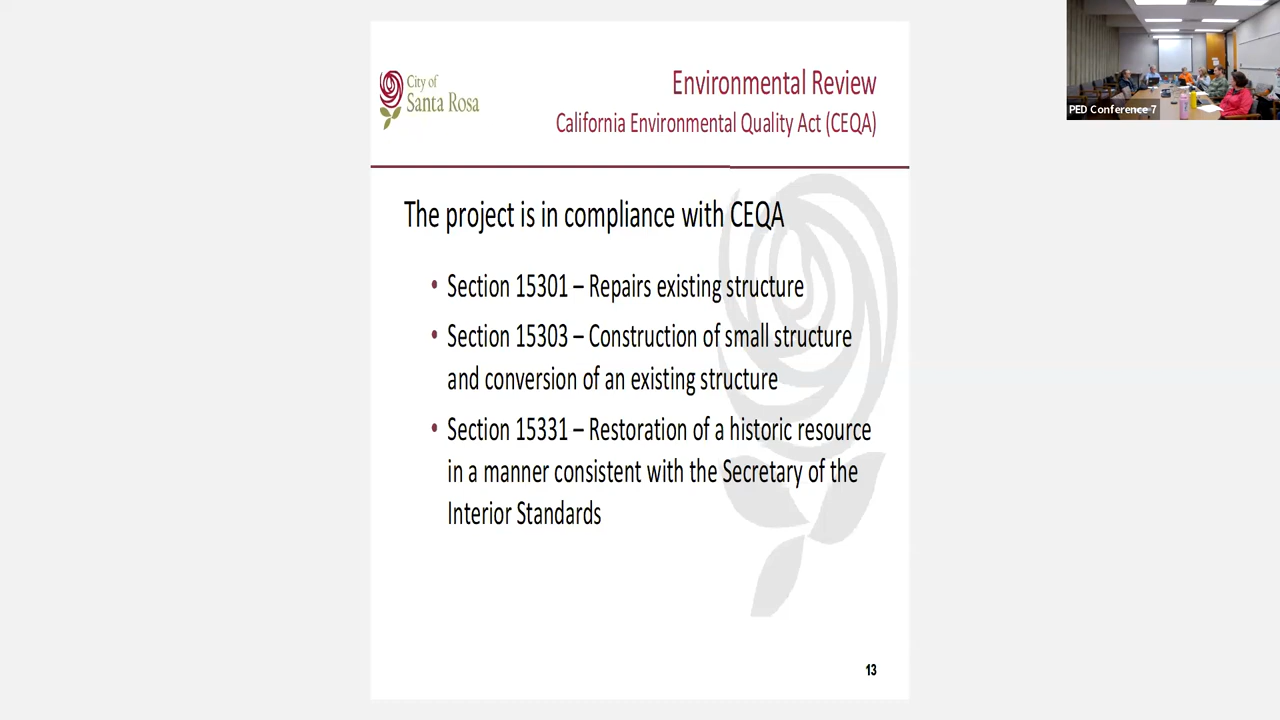 City of
Santa Rosa
Environmental Review
California Environmental Quality Act (CEQA)
The project is in compliance with CEQA
• Section 15301 – Repairs existing structure
• Section 15303 – Construction of small structure
and conversion of an existing structure
• Section 15331 – Restoration of a historic resource
in a manner consistent with the Secretary of the
Interior Standards
13
PED Conference 7